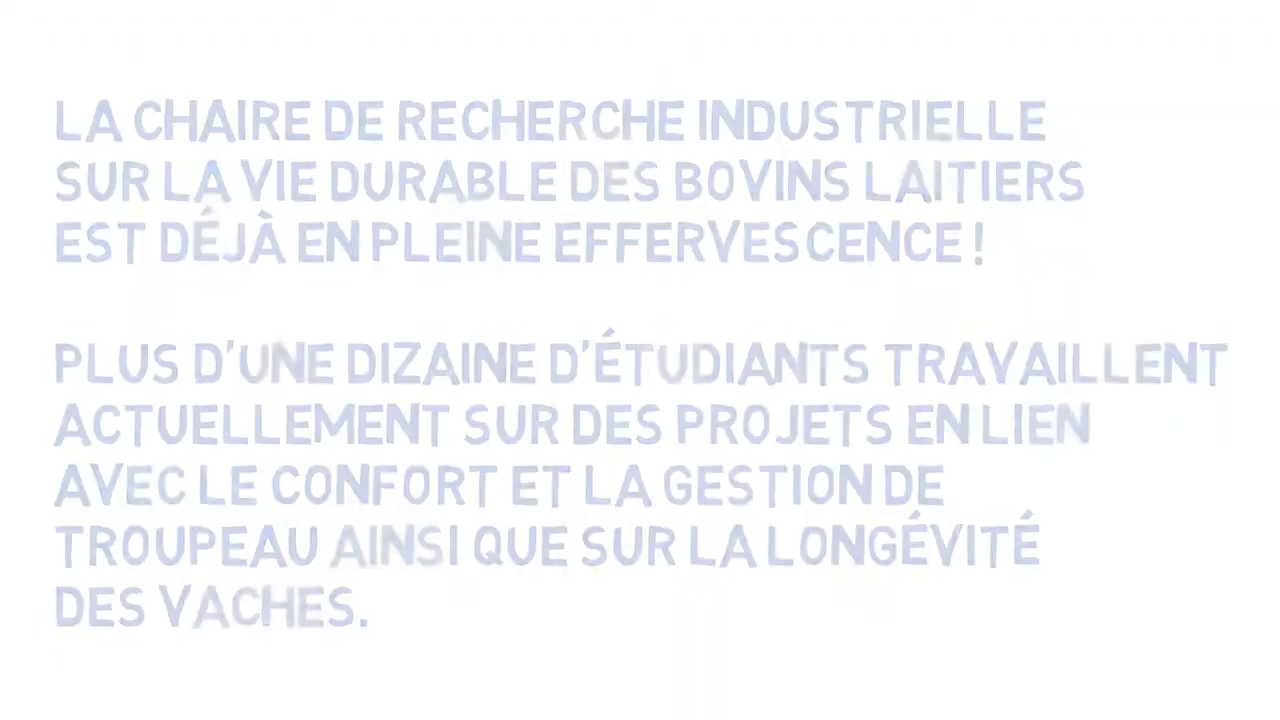 LA CHAIRE DE RECHERCHE INDUSTRIELLE
SUR LA VIE DURABLE DES BOVINS LAITIERS
EST DÊJÀ EN PLEINE EFFERVESCENCE !
PLUS D'UNE DIZAINE D'ÉTUDIANTS TRAVAILLENT
ACTUELLEMENT SUR DES PROJETS EN LIEN
AVEC LE CONFORT ET LA GESTION DE
TROUPEAU AINSI QUE SUR LA LONGÉVITÉ
DES VACHES.